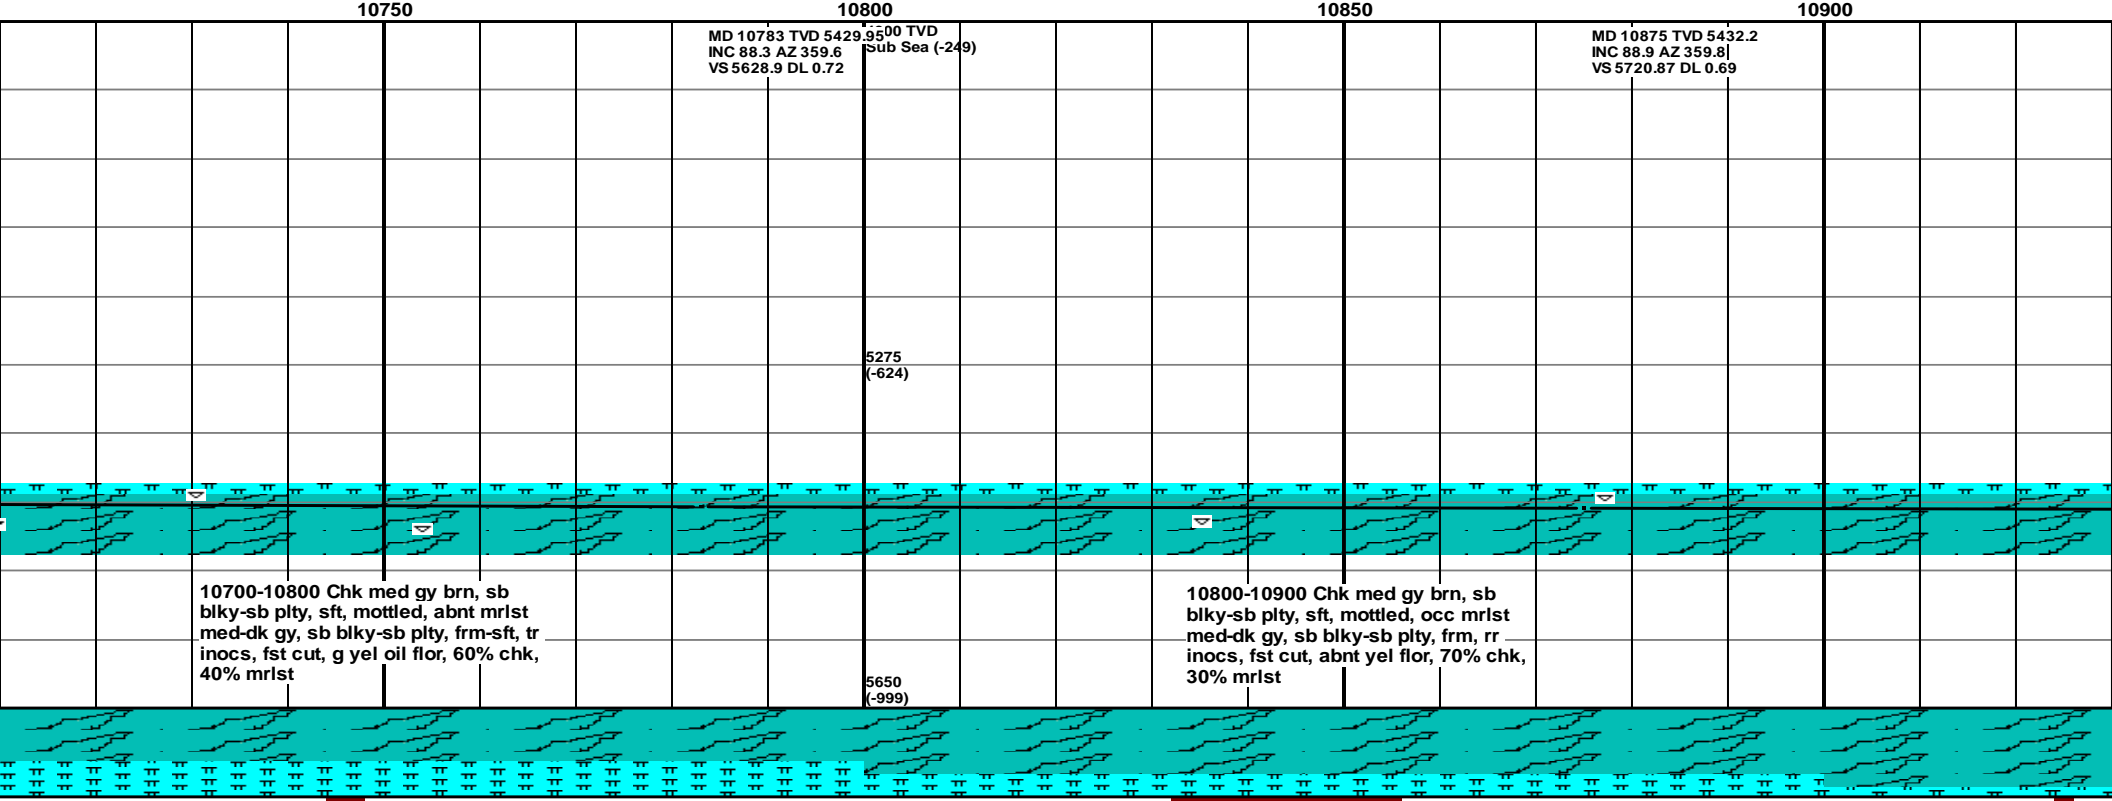 10750
10800
10850
10900
MD 10783 TVD 5429.95
INC 88.3 AZ 359.6
VS 5628.9 DL 0.72
00 TVD
Sub Sea (-249)
MD 10875 TVD 5432.2
INC 88.9 AZ 359.8
VS 5720.87 DL 0.69
5275
(-624)
10700-10800 Chk med gy brn, sb
blky-sb plty, sft, mottled, abnt mrlst
med-dk gy, sb blky-sb plty, frm-sft, tr
inocs, fst cut, g yel oil flor, 60% chk,
40% mrlst
10800-10900 Chk med gy brn, sb
blky-sb plty, sft, mottled, occ mrlst
med-dk gy, sb blky-sb plty, frm, rr
inocs, fst cut, abnt yel flor, 70% chk,
30% mrlst
5650
(-999)